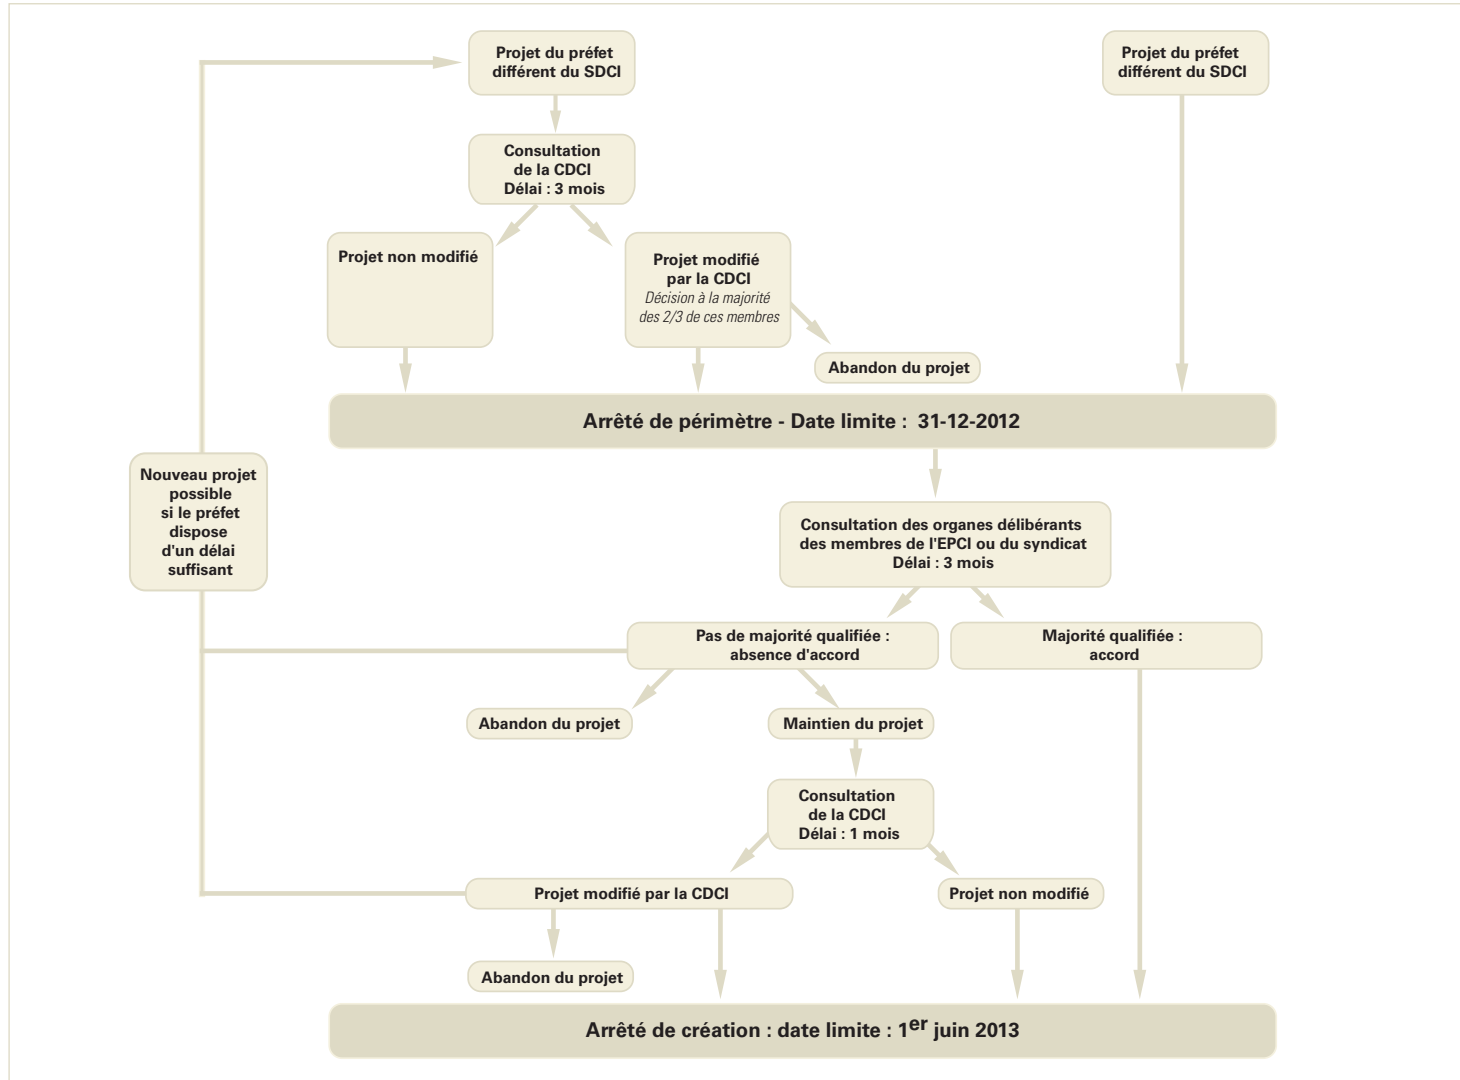 Projet du préfet
différent du SDCI
Projet du préfet
différent du SDCI
Consultation
de la CDCI
Délai : 3 mois
Projet non modifié
Projet modifié
par la CDCI
Décision à la majorité
des 2/3 de ces membres
Abandon du projet
Arrêté de périmètre - Date limite : 31-12-2012
Nouveau projet
possible
si le préfet
dispose
d'un délai
suffisant
Consultation des organes délibérants
des membres de l'EPCI ou du syndicat
Délai : 3 mois
Pas de majorité qualifiée :
absence d'accord
Majorité qualifiée :
accord
Abandon du projet
Maintien du projet
Consultation
de la CDCI
Délai : 1 mois
Projet modifié par la CDCI
Projet non modifié
Abandon du projet
Arrêté de création : date limite : 1er juin 2013